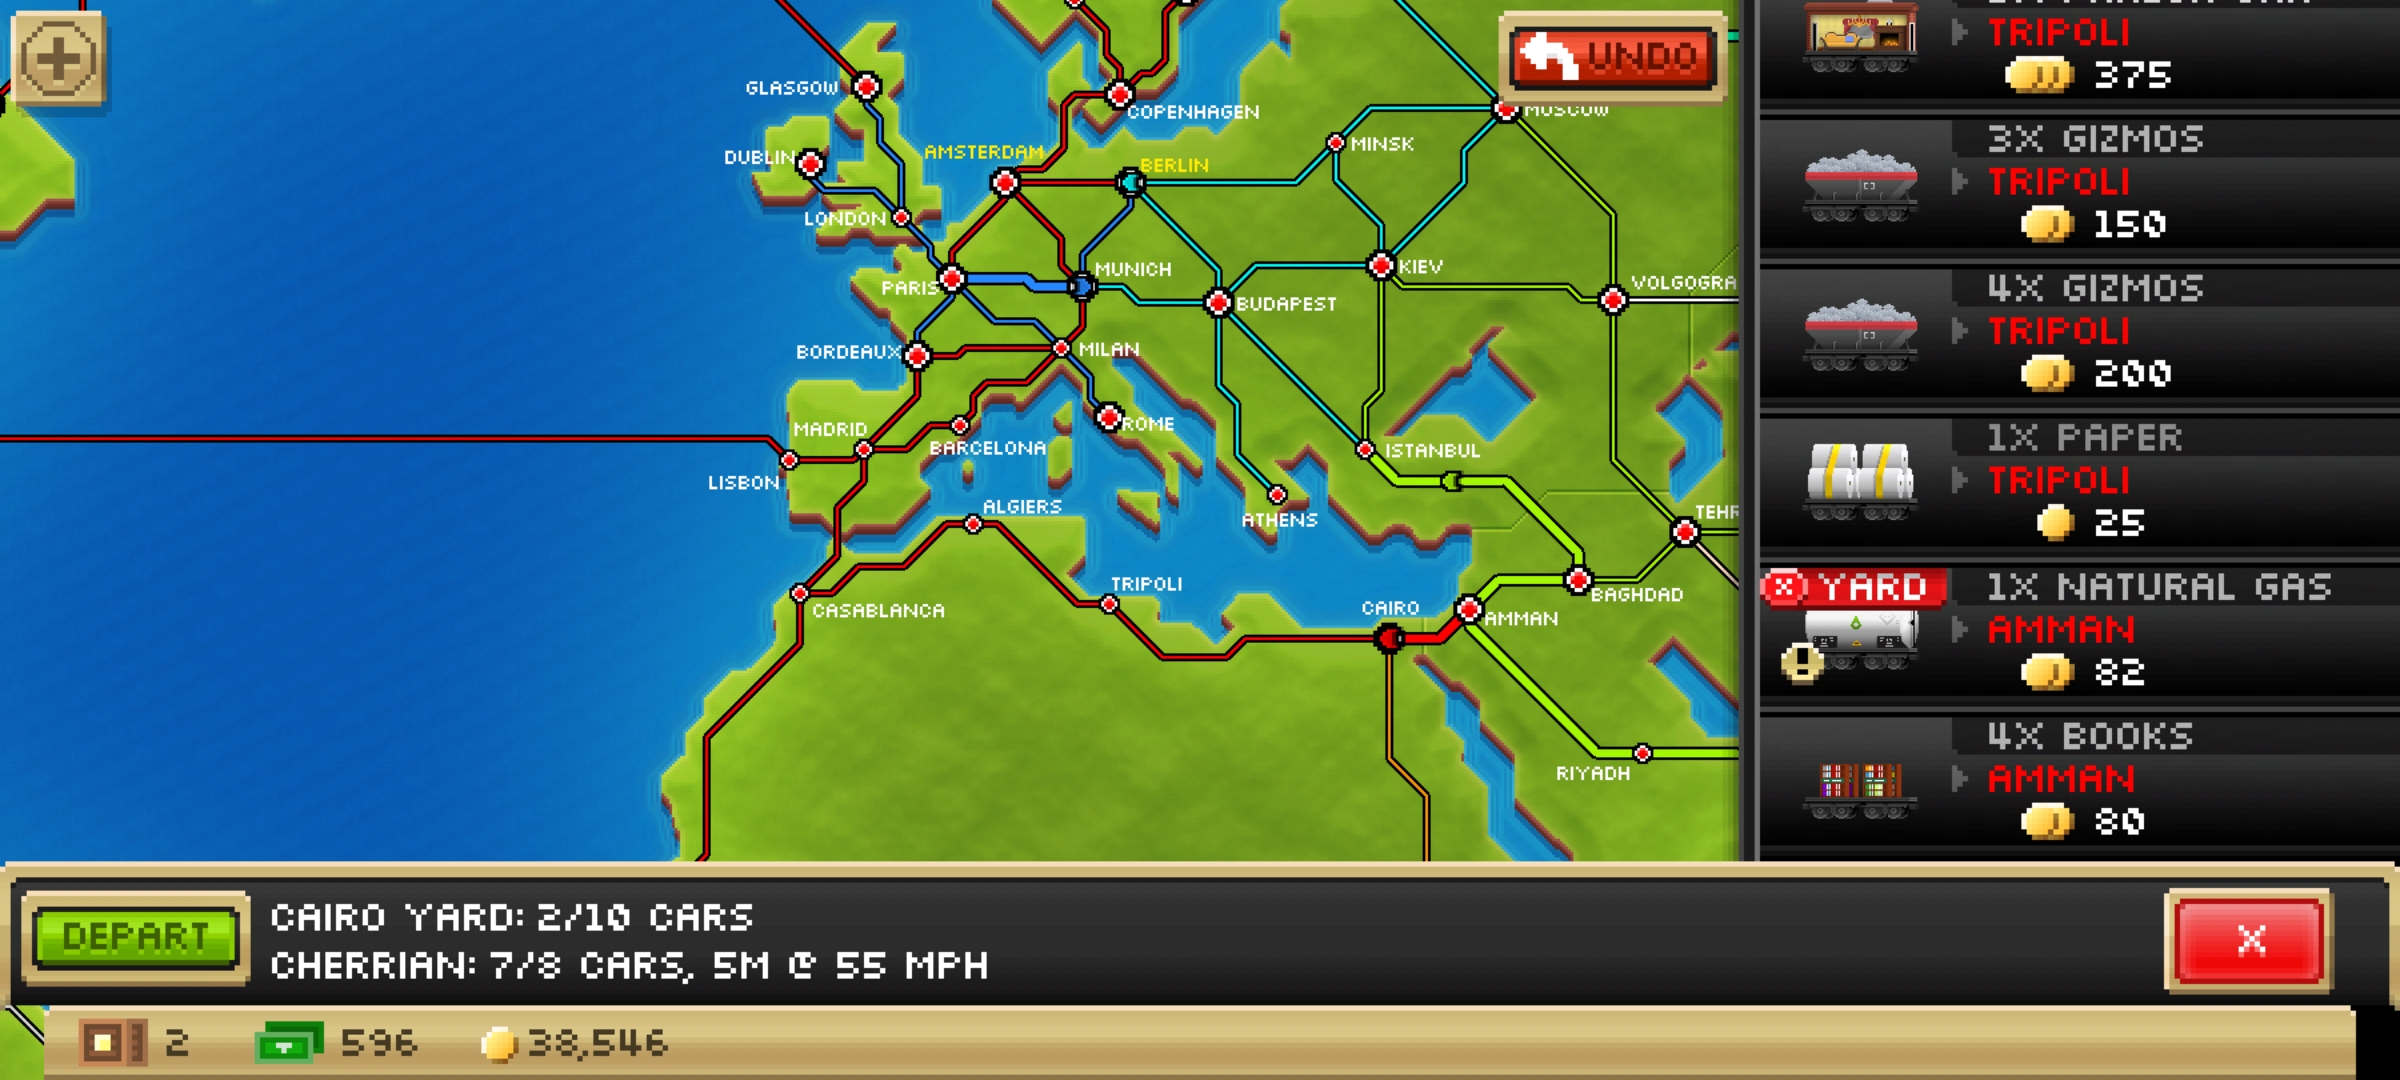 GLASGOW
COPENHAGEN
DUBLIN
AMSTERDAM
BERLIN
MINSK
MOSCOW
LONDON
PARIS
MUNICH
BUDAPEST
KIEV
VOLGOGRA
BORDEAUX
MILAN
MADRID
BARCELONA
ROME
ISTANBUL
LISBON
ALGIERS
ATHENS
TEHR
TRIPOLI
CASABLANCA
CAIRO
AMMAN
BAGHDAD
RIYADH
UNDO
TRIPOLI
375
3X GIZMOS
TRIPOLI
150
4X GIZMOS
TRIPOLI
200
1X PAPER
TRIPOLI
25
YARD
1X NATURAL GAS
AMMAN
82
4X BOOKS
AMMAN
80
DEPART
CAIRO YARD: 2/10 CARS
CHERRIAN: 7/8 CARS, 5M @ 55 MPH
X
2
596
38,546